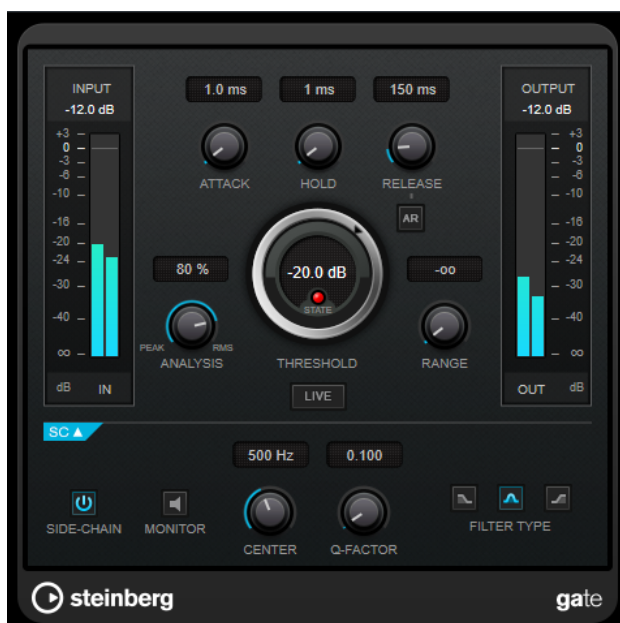 INPUT
-12.0 dB
+3
0
-3
-6
-10
-16
-20
-24
-30
-40
∞
dB IN
1.0 ms 1 ms 150 ms
ATTACK HOLD RELEASE
AR
80 %
PEAK RMS
ANALYSIS
-20.0 dB
STATE
THRESHOLD
LIVE
-oo
RANGE
OUTPUT
-12.0 dB
+3
0
-3
-6
-10
-16
-20
-24
-30
-40
∞
OUT dB
SC
500 Hz 0.100
SIDE-CHAIN MONITOR
CENTER Q-FACTOR
FILTER TYPE
steinberg gate